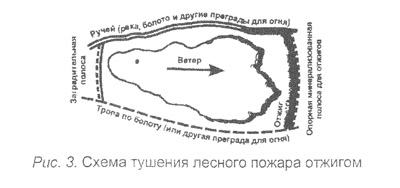 Ручей (река, болото и другие преграды для огня)
Заградительная
полоса
Ветер
Отжиг
Опорная минерализованная
полоса для отжигов
Тропа по болоту (или другая преграда для огня)
Рис. 3. Схема тушения лесного пожара отжигом